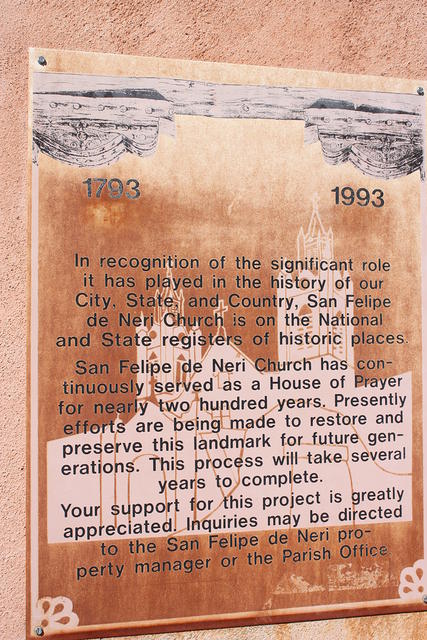 1793
1993
In recognition of the significant role
it has played in the history of our
City, State, and Country, San Felipe
de Neri Church is on the National
and State registers of historic places.
San Felipe de Neri Church has con-
tinuously served as a House of Prayer
for nearly two hundred years. Presently
efforts are being made to restore and
preserve this landmark for future gen-
erations. This process will take several
years to complete.
Your support for this project is greatly
appreciated. Inquiries may be directed
to the San Felipe de Neri pro-
perty manager or the Parish Office